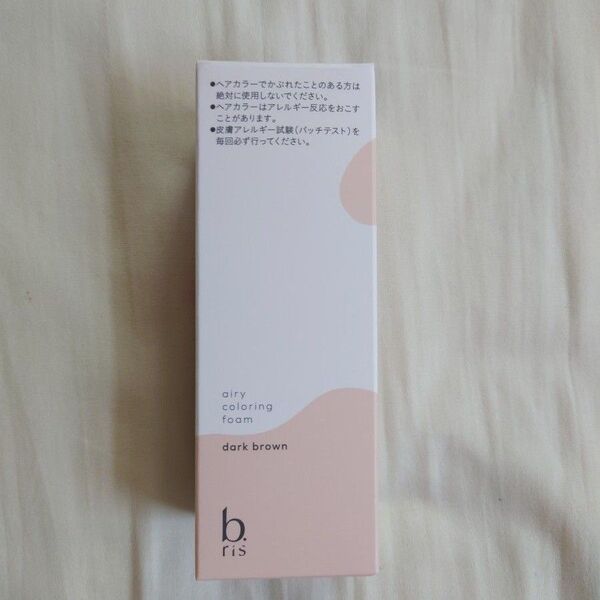 ●ヘアカラーでかぶれたことのある方は
絶対に使用しないでください。
●ヘアカラーはアレルギー反応をおこす
ことがあります。
●皮膚アレルギー試験（パッチテスト）を
毎回必ず行ってください。
airy
coloring
foam
dark brown
b.
ris